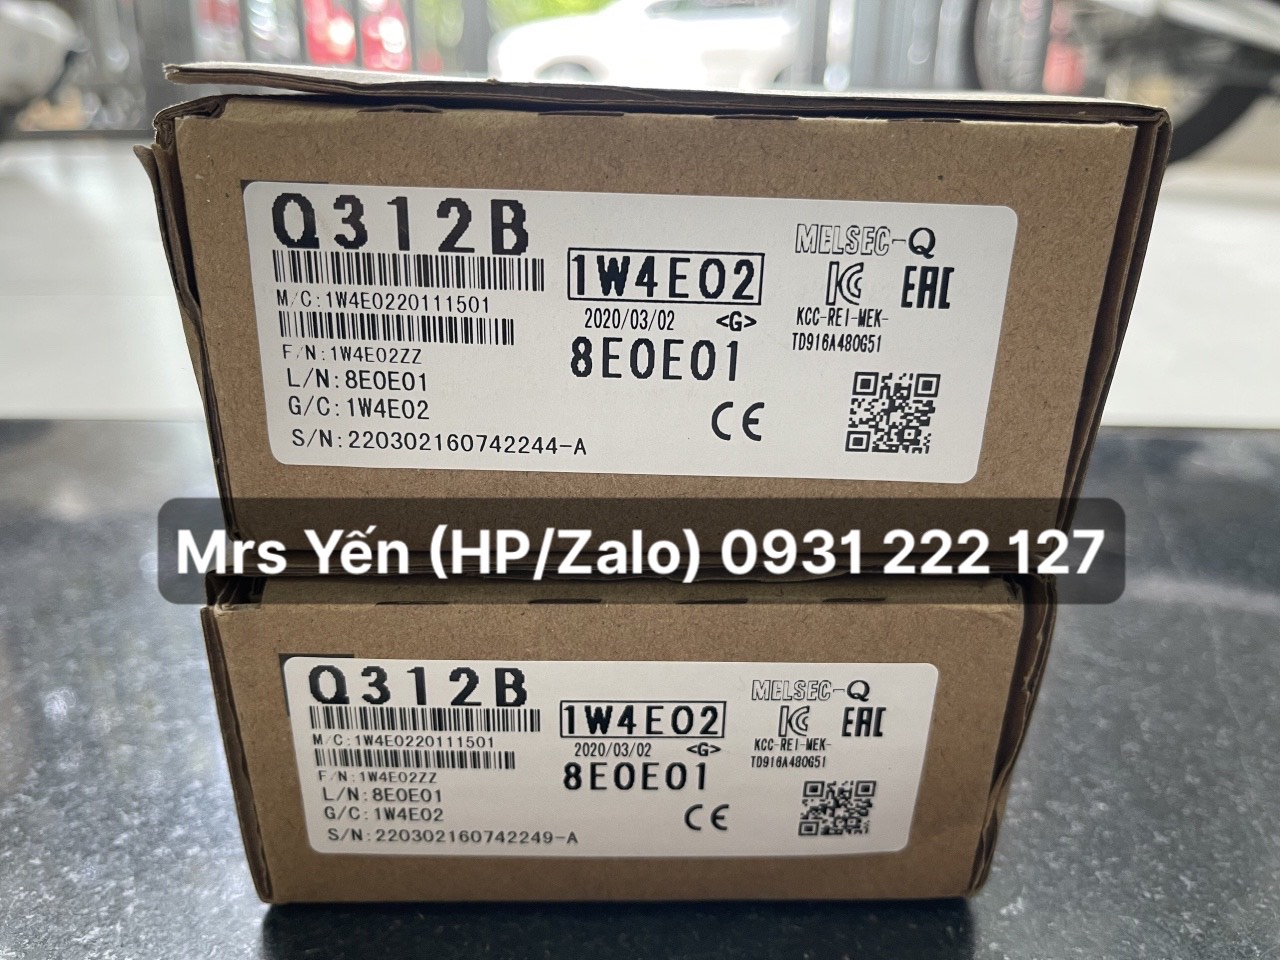 Q312B
M/C:1W4E0220111501
F/N:1W4E02ZZ
L/N:8E0E01
G/C:1W4E02
S/N:220302160742244-A
1W4E02
2020/03/02 <G>
8E0E01
CE
MELSEC-Q
KC EAC
KCC-REI-MEK-
TD916A480G51
Mrs Yến (HP/Zalo) 0931 222 127
Q312B
M/C:1W4E0220111501
F/N:1W4E02ZZ
L/N:8E0E01
G/C:1W4E02
S/N:220302160742249-A
1W4E02
2020/03/02 <G>
8E0E01
CE
MELSEC-Q
KC EAC
KCC-REI-MEK-
TD916A480G51